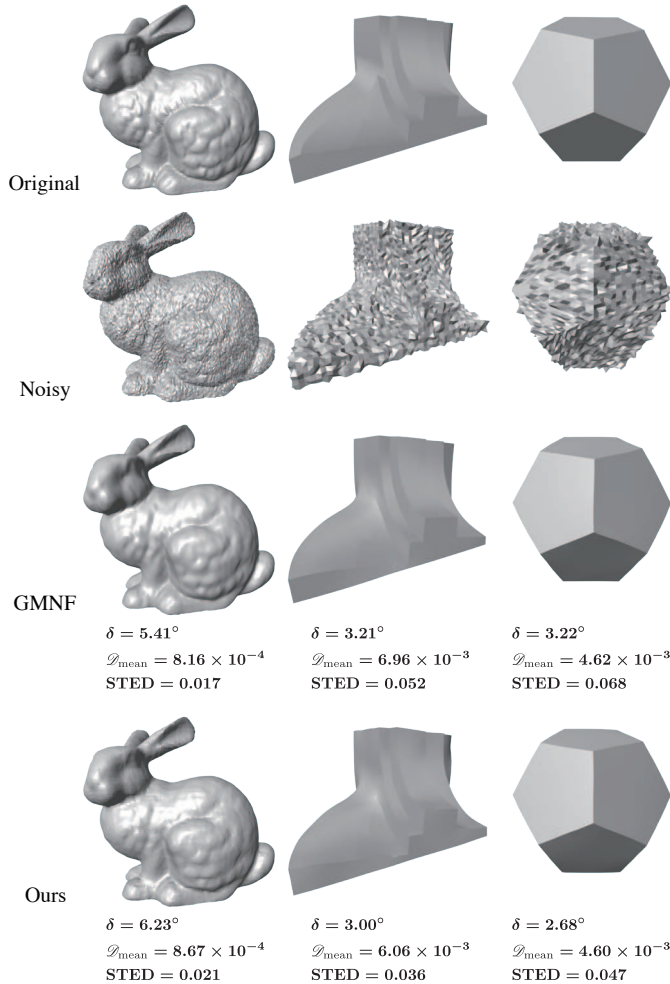 Original
Noisy
GMNF
δ = 5.41° δ = 3.21° δ = 3.22°
𝒟mean = 8.16 × 10⁻⁴ 𝒟mean = 6.96 × 10⁻³ 𝒟mean = 4.62 × 10⁻³
STED = 0.017 STED = 0.052 STED = 0.068
Ours
δ = 6.23° δ = 3.00° δ = 2.68°
𝒟mean = 8.67 × 10⁻⁴ 𝒟mean = 6.06 × 10⁻³ 𝒟mean = 4.60 × 10⁻³
STED = 0.021 STED = 0.036 STED = 0.047